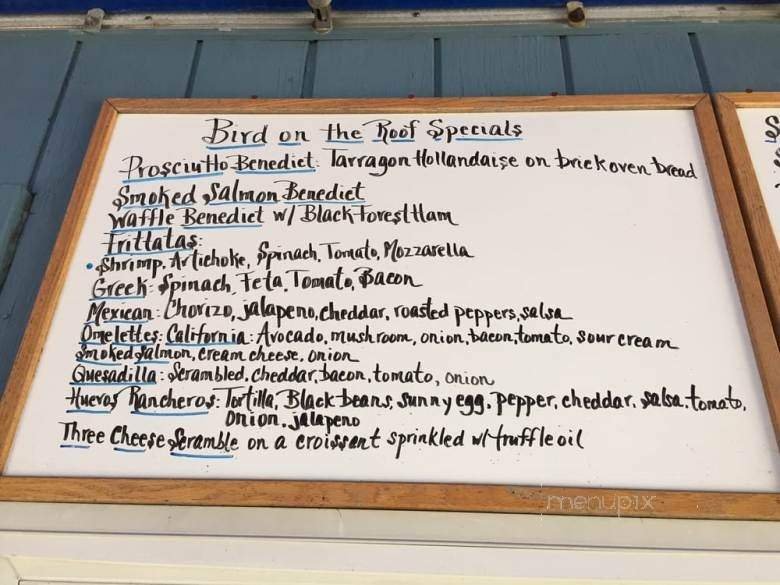 Bird on the Roof Specials
Prosciutto Benedict: Tarragon Hollandaise on brick oven bread
Smoked Salmon Benedict
Waffle Benedict w/ Black Forest Ham
Frittatas:
• Shrimp, Artichoke, Spinach, Tomato, Mozzarella
Greek: Spinach, Feta, Tomato, Bacon
Mexican: Chorizo, jalapeno, cheddar, roasted peppers, salsa
Omelettes: California: Avocado, mushroom, onion, bacon, tomato, sour cream
Smoked Salmon, cream cheese, onion
Quesadilla: Scrambled, cheddar, bacon, tomato, onion
Huevos Rancheros: Tortilla, Black beans, sunny egg, pepper, cheddar, salsa, tomato,
onion, jalapeno
Three Cheese Scramble on a croissant sprinkled w/ truffle oil
menupix